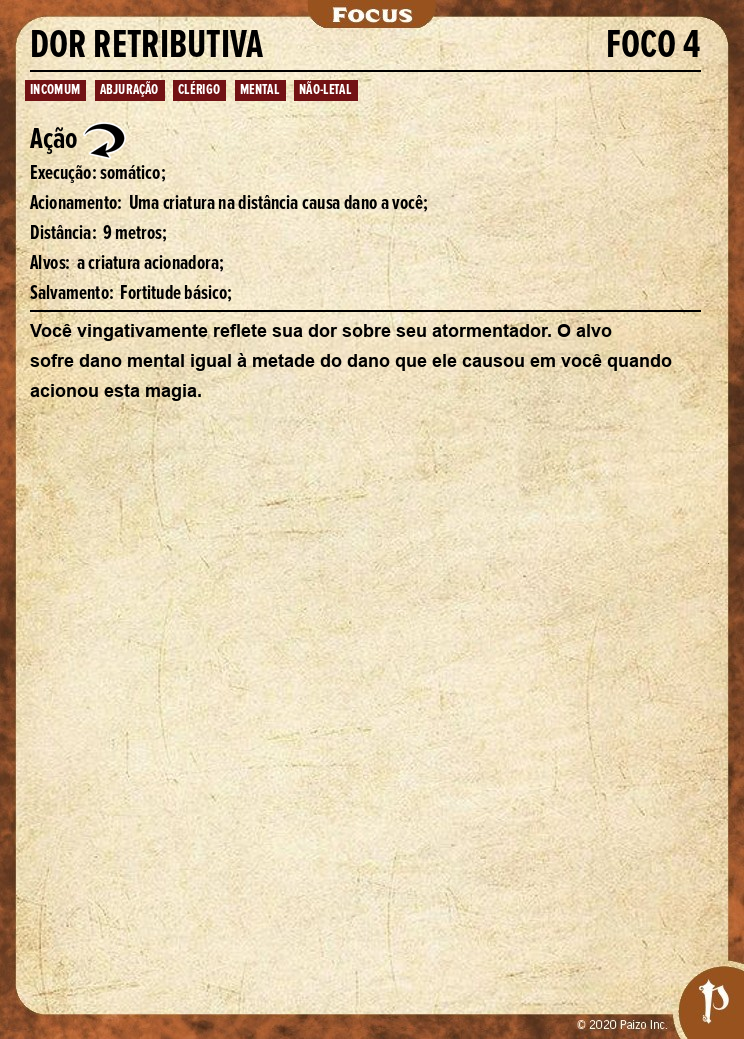 Focus
DOR RETRIBUTIVA FOCO 4
INCOMUM ABJURAÇÃO CLÉRIGO MENTAL NÃO-LETAL
Ação
Execução: somático;
Acionamento: Uma criatura na distância causa dano a você;
Distância: 9 metros;
Alvos: a criatura acionadora;
Salvamento: Fortitude básico;
Você vingativamente reflete sua dor sobre seu atormentador. O alvo
sofre dano mental igual à metade do dano que ele causou em você quando
acionou esta magia.
© 2020 Paizo Inc.